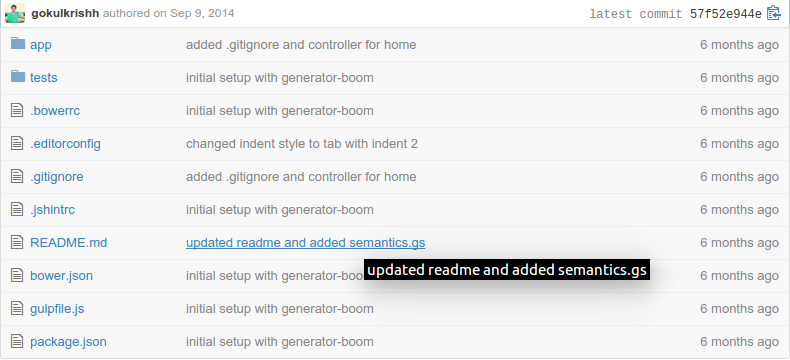 gokulkrishh authored on Sep 9, 2014 latest commit 57f52e944e
app added .gitignore and controller for home 6 months ago
tests initial setup with generator-boom 6 months ago
.bowerrc initial setup with generator-boom 6 months ago
.editorconfig changed indent style to tab with indent 2 6 months ago
.gitignore added .gitignore and controller for home 6 months ago
.jshintrc initial setup with generator-boom 6 months ago
README.md updated readme and added semantics.gs 6 months ago
updated readme and added semantics.gs
bower.json initial setup with generator-boom 6 months ago
gulpfile.js initial setup with generator-boom 6 months ago
package.json initial setup with generator-boom 6 months ago